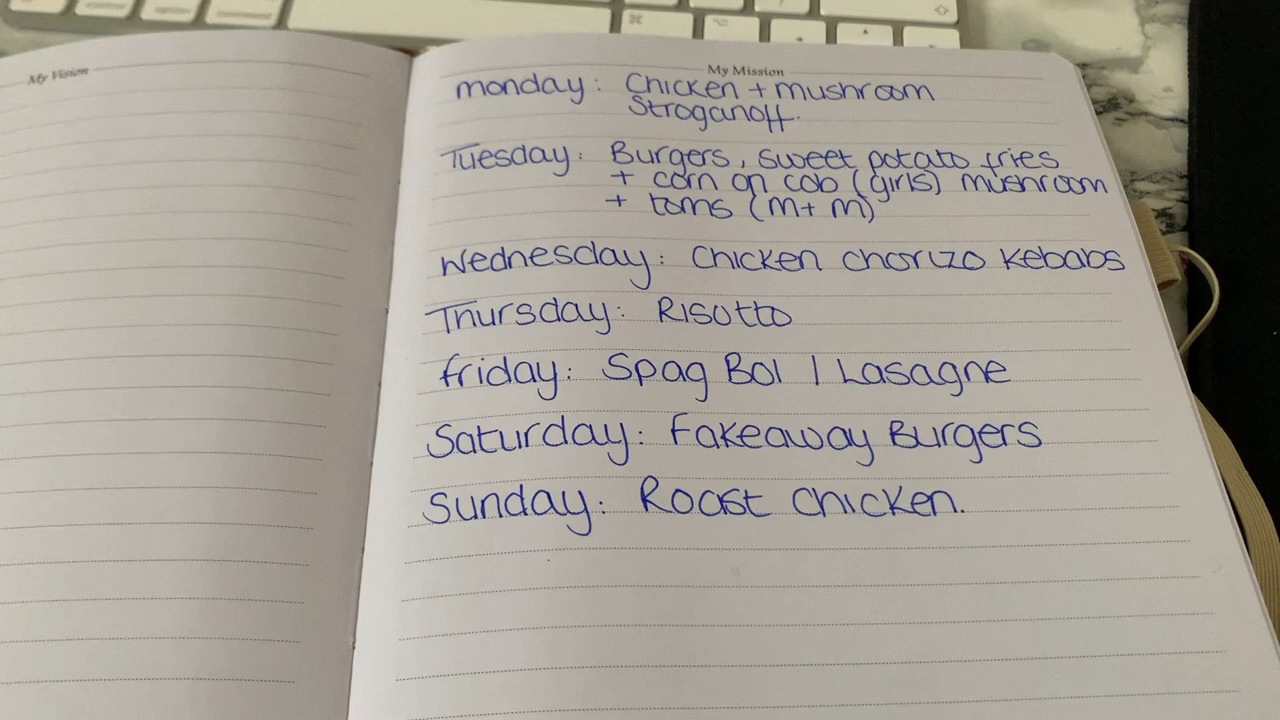 My Vision
My Mission
monday: Chicken + mushroom
Stroganoff.
Tuesday: Burgers, sweet potato fries
+ corn on cob (girls) mushroom
+ toms (m+m)
Wednesday: Chicken chorizo Kebabs
Thursday: Risotto
friday: Spag Bol / Lasagne
Saturday: Fakeaway Burgers
Sunday: Roast Chicken.